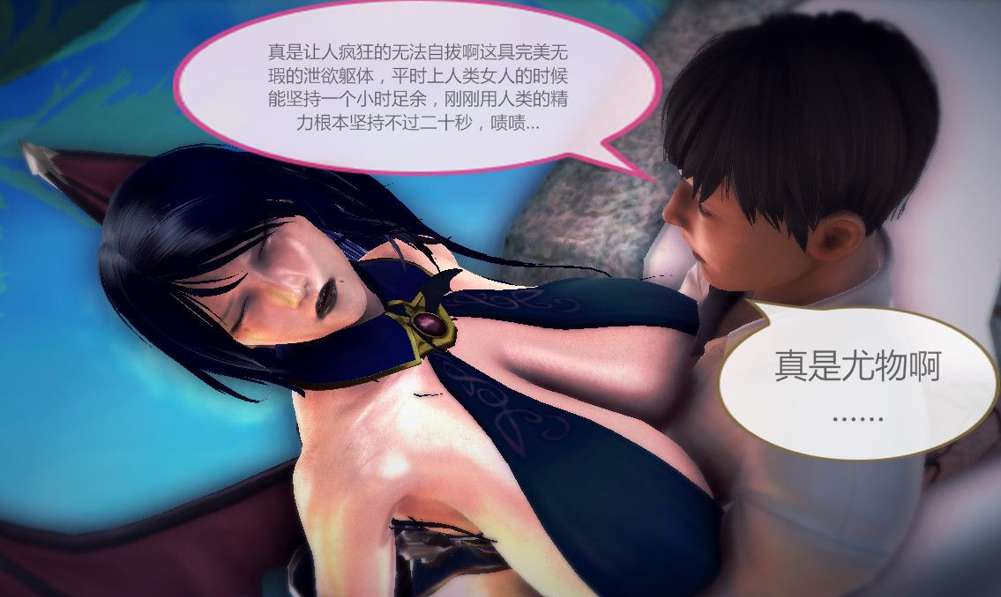 真是让人疯狂的无法自拔啊这具完美无
瑕的泄欲躯体，平时上人类女人的时候
能坚持一个小时足余，刚刚用人类的精
力根本坚持不过二十秒，啧啧...
真是尤物啊
......